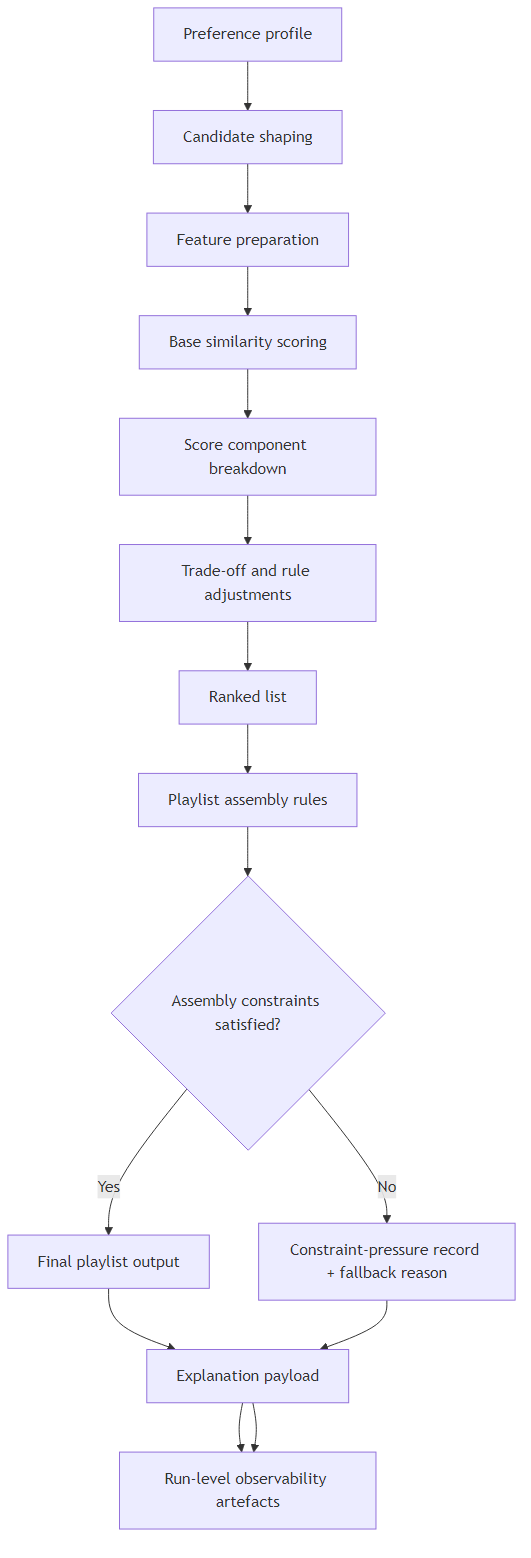 Preference profile
Candidate shaping
Feature preparation
Base similarity scoring
Score component
breakdown
Trade-off and rule
adjustments
Ranked list
Playlist assembly rules
Assembly constraints
satisfied?
Yes
No
Final playlist output
Constraint-pressure record
+ fallback reason
Explanation payload
Run-level observability
artefacts